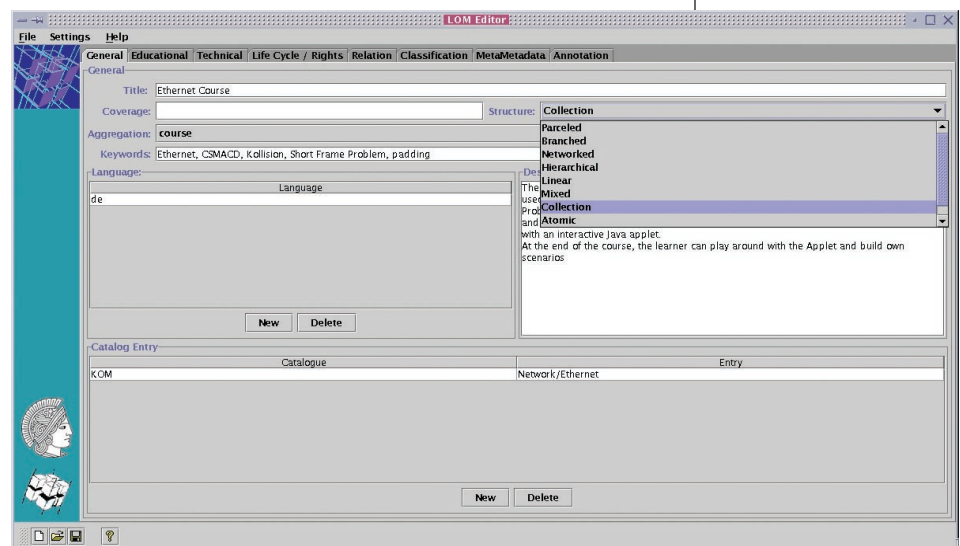 LOM Editor
File Settings Help
General Educational Technical Life Cycle / Rights Relation Classification MetaMetadata Annotation
General
Title: Ethernet Course
Coverage: Structure: Collection
Aggregation: course
Parceled
Branched
Networked
Hierarchical
Linear
Mixed
Collection
Atomic
Keywords: Ethernet, CSMACD, Kollision, Short Frame Problem, padding
Language:
Language
de
New Delete
The
user
and
with an interactive Java applet.
At the end of the course, the learner can play around with the Applet and build own
scenarios
Catalog Entry
Catalogue Entry
KOM Network/Ethernet
New Delete